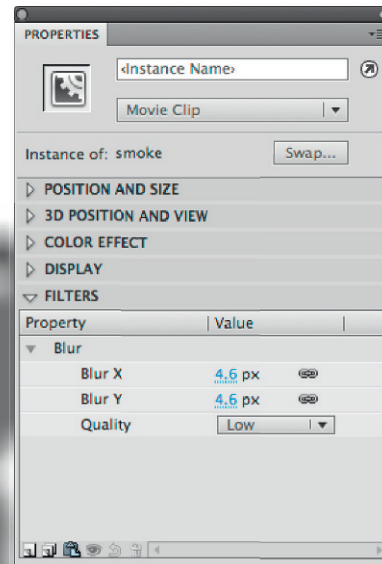 PROPERTIES
<Instance Name>
Movie Clip
Instance of: smoke Swap...
POSITION AND SIZE
3D POSITION AND VIEW
COLOR EFFECT
DISPLAY
FILTERS
Property Value
Blur
Blur X 4.6 px
Blur Y 4.6 px
Quality Low